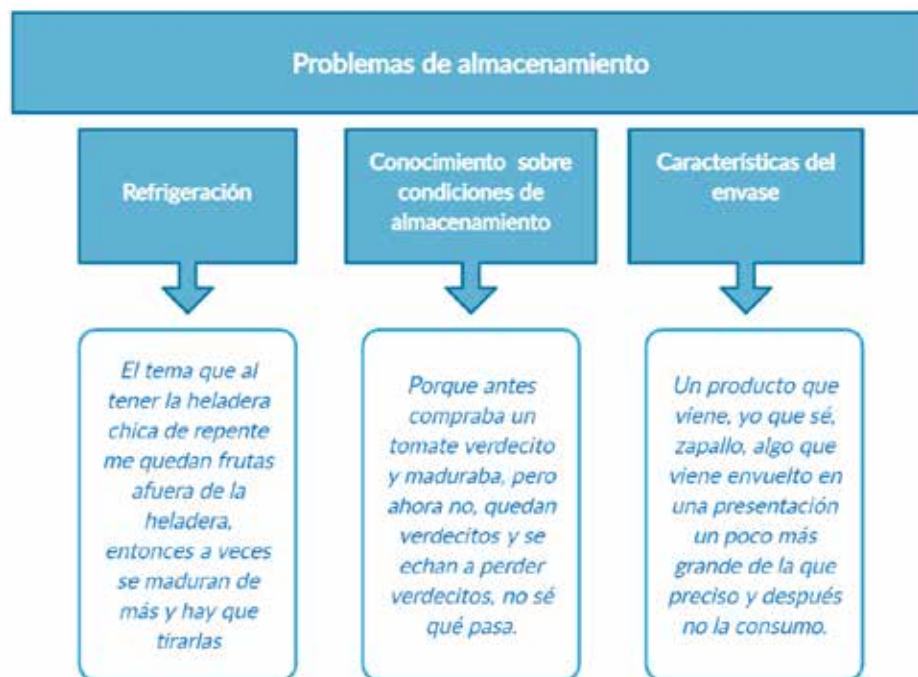 Problemas de almacenamiento
Refrigeración
Conocimiento sobre
condiciones de
almacenamiento
Características del
envase
El tema que al
tener la heladera
chica de repente
me quedan frutas
afuera de la
heladera,
entonces a veces
se maduran de
más y hay que
tirarlas
Porque antes
compraba un
tomate verdecito
y maduraba, pero
ahora no, quedan
verdecitos y se
echan a perder
verdecitos, no sé
qué pasa.
Un producto que
viene, yo que sé,
zapallo, algo que
viene envuelto en
una presentación
un poco más
grande de la que
preciso y después
no la consumo.